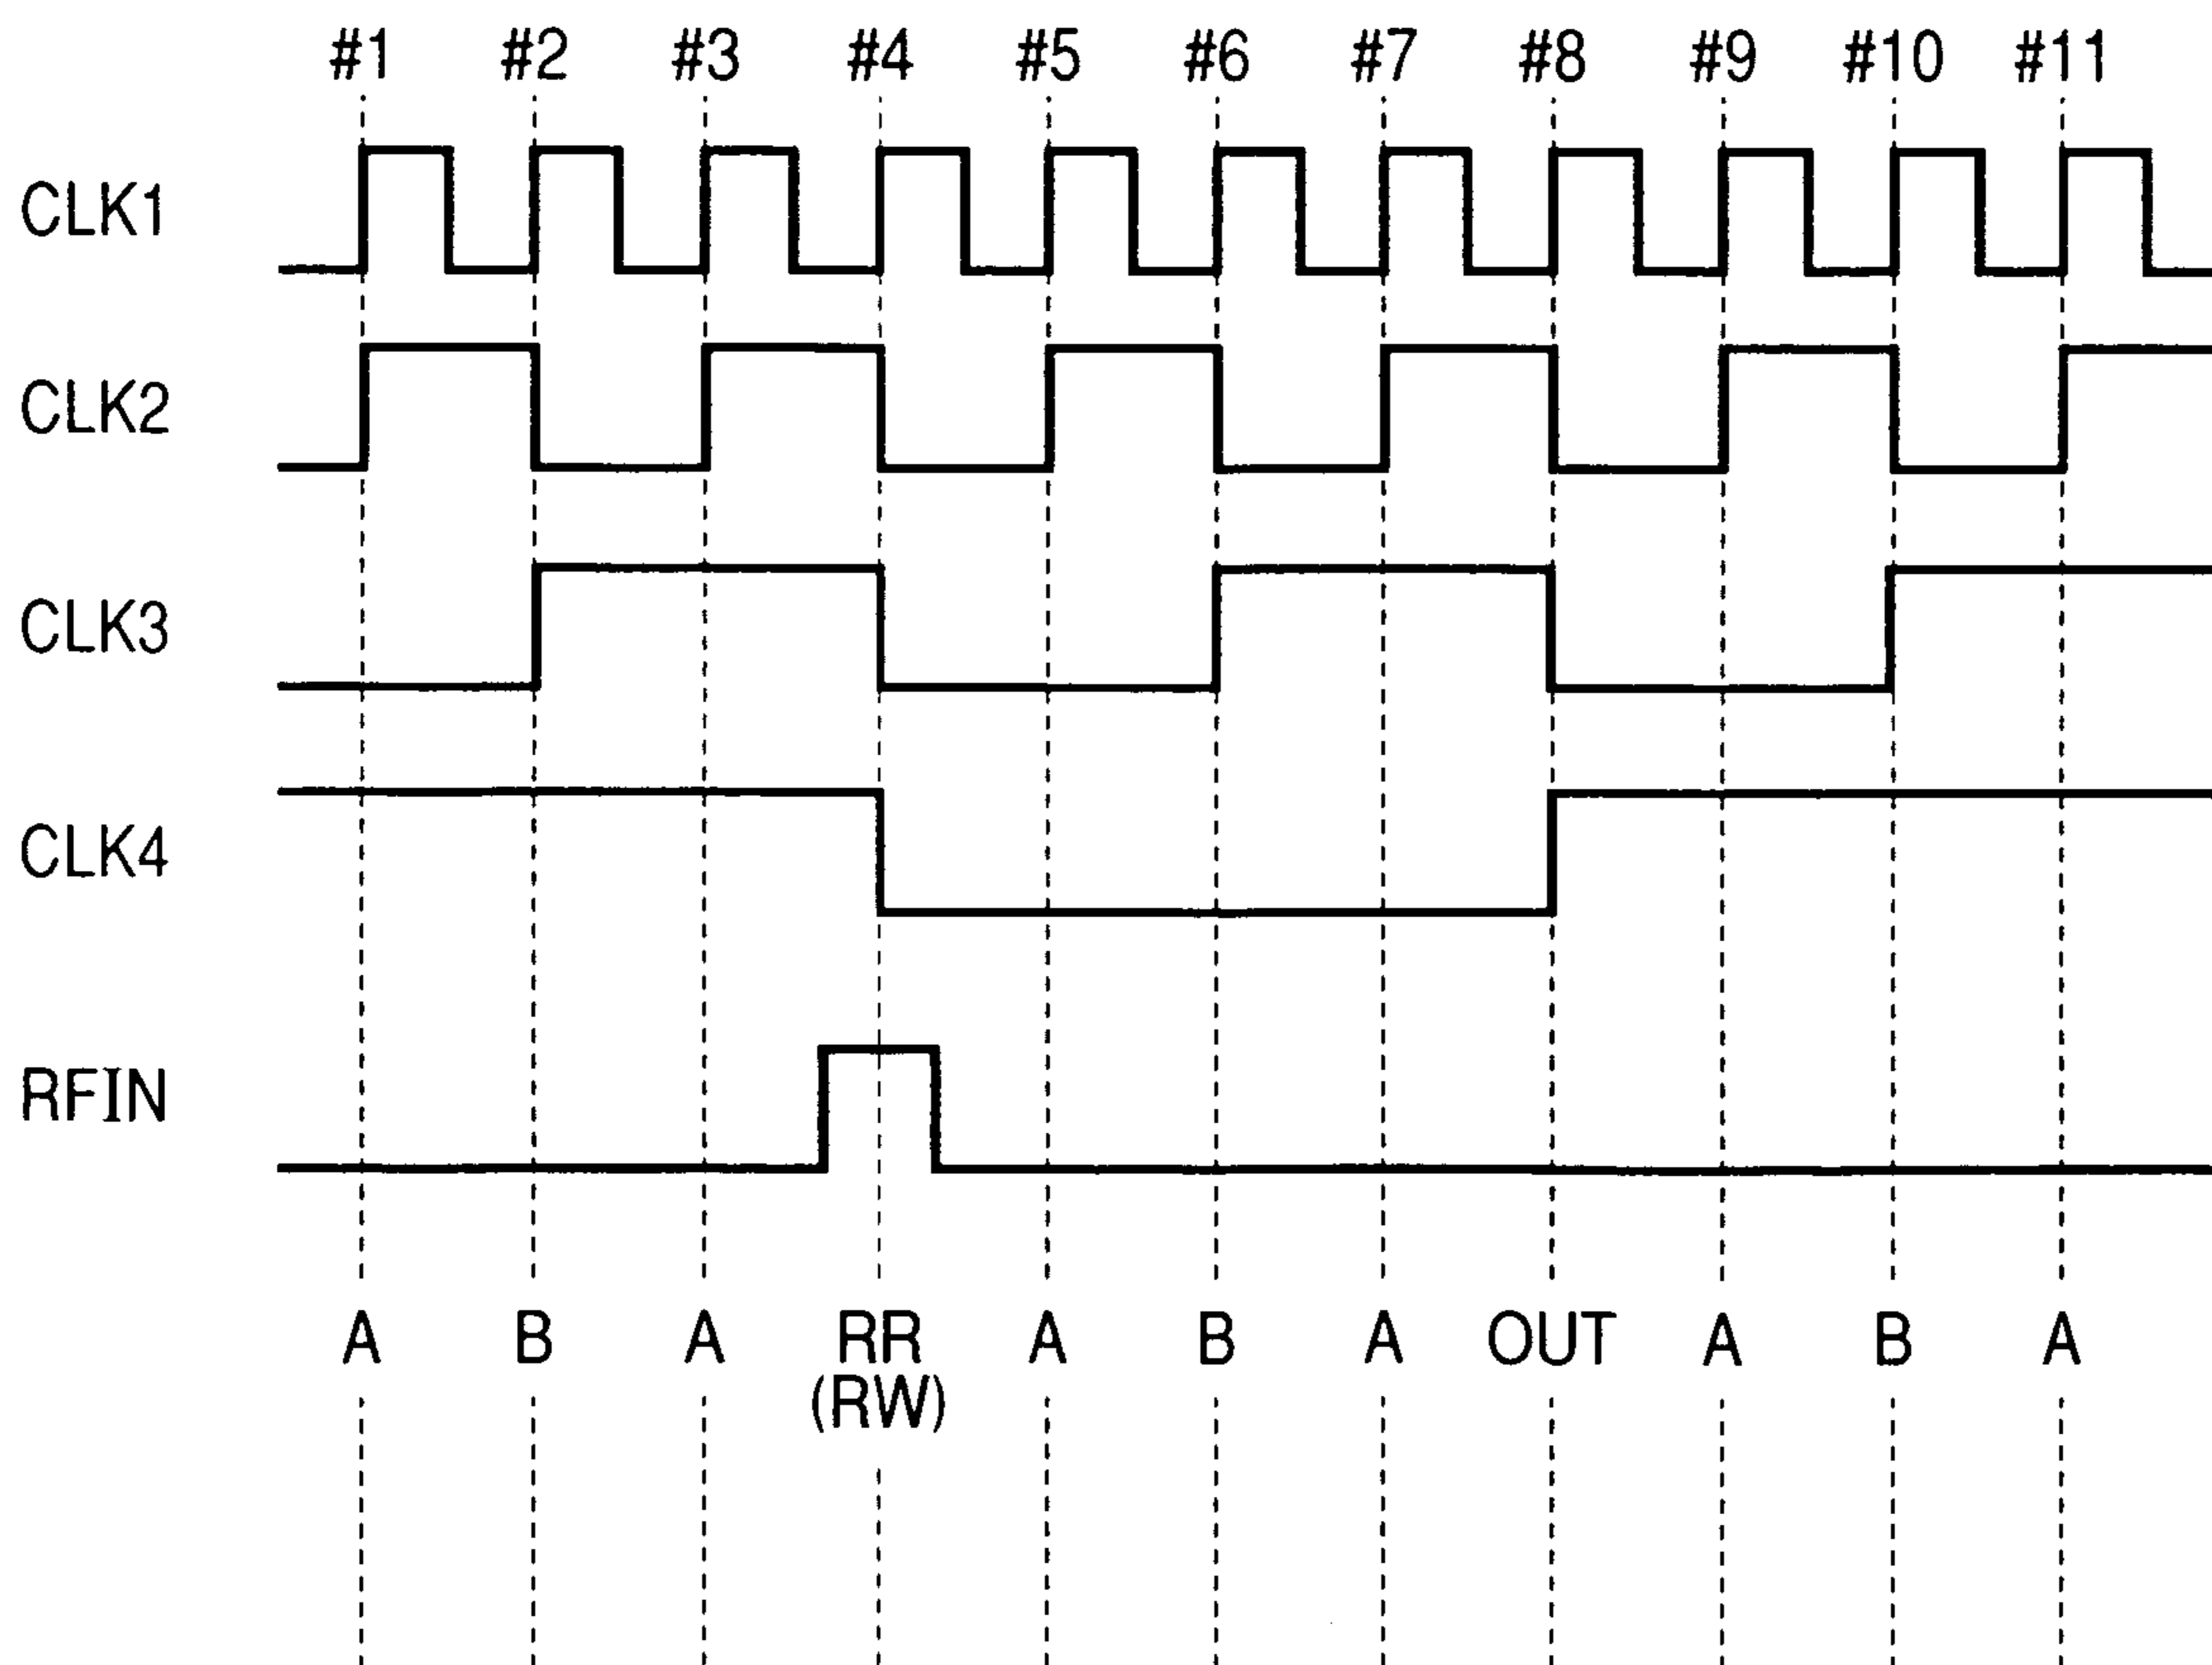 #1 #2 #3 #4 #5 #6 #7 #8 #9 #10 #11
CLK1
CLK2
CLK3
CLK4
RFIN
A B A RR A B A OUT A B A
(RW)